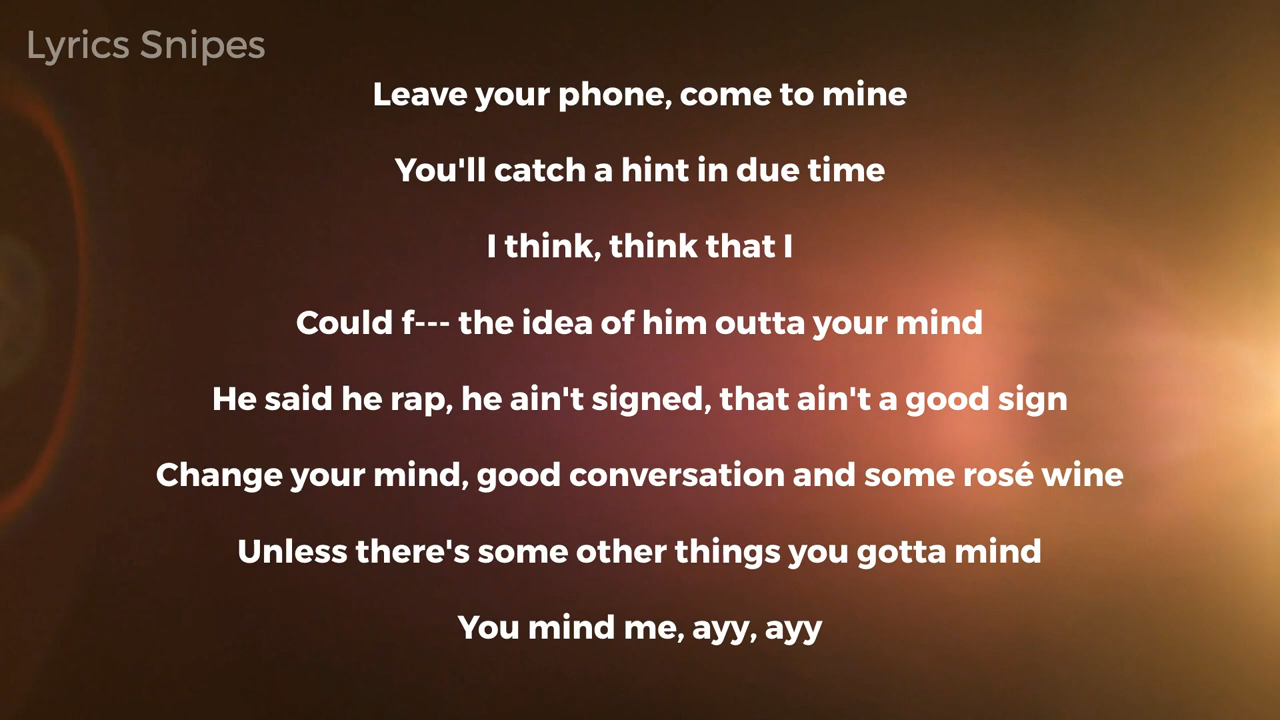 Lyrics Snipes
Leave your phone, come to mine
You'll catch a hint in due time
I think, think that I
Could f--- the idea of him outta your mind
He said he rap, he ain't signed, that ain't a good sign
Change your mind, good conversation and some rosé wine
Unless there's some other things you gotta mind
You mind me, ayy, ayy